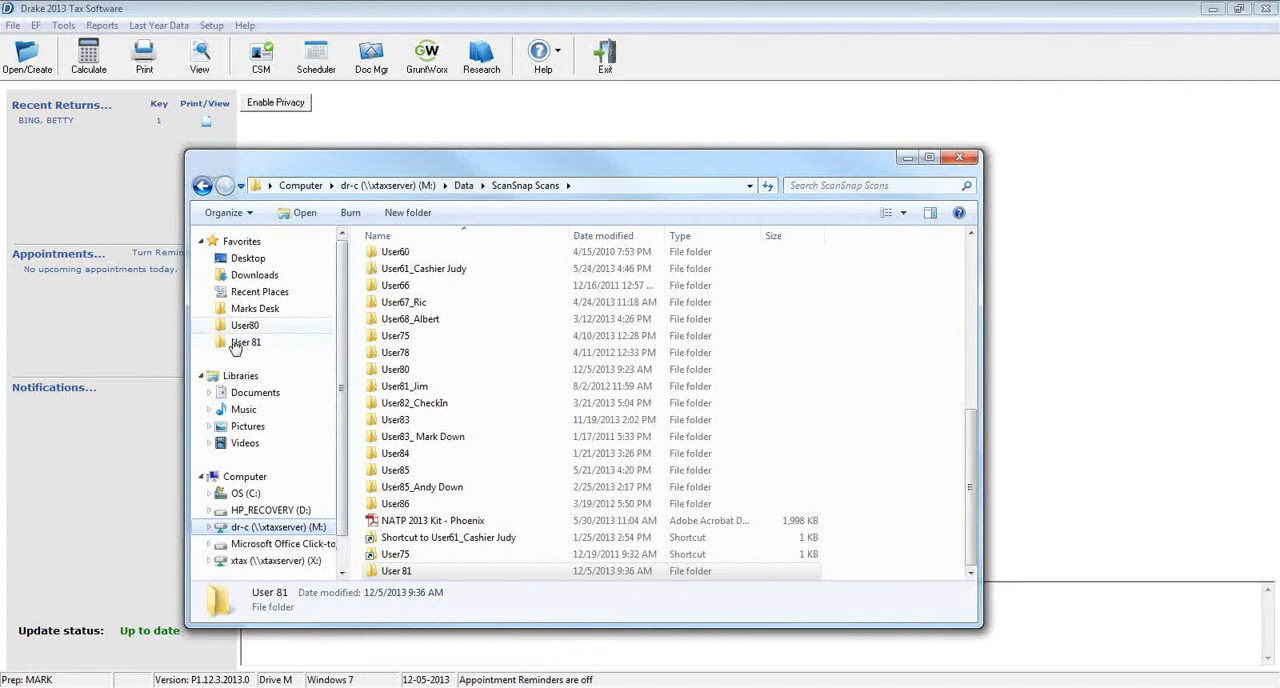 Drake 2013 Tax Software
File EF Tools Reports Last Year Data Setup Help
Open/Create Calculate Print View CSM Scheduler Doc Mgr GruntWorx Research Help Exit
GW
Recent Returns... Key Print/View
BING, BETTY 1
Enable Privacy
Appointments... Turn Remin
No upcoming appointments today.
Notifications...
Update status: Up to date
Computer dr-c (\\xtaxserver) (M:) Data ScanSnap Scans
Search ScanSnap Scans
Organize Open Burn New folder
Favorites
Desktop
Downloads
Recent Places
Marks Desk
User80
User 81
Libraries
Documents
Music
Pictures
Videos
Computer
OS (C:)
HP_RECOVERY (D:)
dr-c (\\xtaxserver) (M:)
Microsoft Office Click-to
xtax (\\xtaxserver) (X:)
Name Date modified Type Size
User60 4/15/2010 7:53 PM File folder
User61_Cashier Judy 5/24/2013 4:46 PM File folder
User66 12/16/2011 12:57 ... File folder
User67_Ric 4/24/2013 11:18 AM File folder
User68_Albert 3/12/2013 4:26 PM File folder
User75 4/10/2013 12:28 PM File folder
User78 4/11/2012 12:33 PM File folder
User80 12/5/2013 9:23 AM File folder
User81_Jim 8/2/2012 11:59 AM File folder
User82_CheckIn 3/21/2013 5:04 PM File folder
User83 11/19/2013 2:02 PM File folder
User83_ Mark Down 1/17/2011 5:33 PM File folder
User84 1/21/2013 3:26 PM File folder
User85 5/21/2013 4:20 PM File folder
User85_Andy Down 2/25/2013 2:17 PM File folder
User86 3/19/2012 5:50 PM File folder
NATP 2013 Kit - Phoenix 5/30/2013 11:04 AM Adobe Acrobat D... 1,998 KB
Shortcut to User61_Cashier Judy 1/25/2013 2:54 PM Shortcut 1 KB
User75 12/19/2011 9:32 AM Shortcut 1 KB
User 81 12/5/2013 9:36 AM File folder
User 81 Date modified: 12/5/2013 9:36 AM
File folder
Prep: MARK Version: P1.12.3.2013.0 Drive M Windows 7 12-05-2013 Appointment Reminders are off